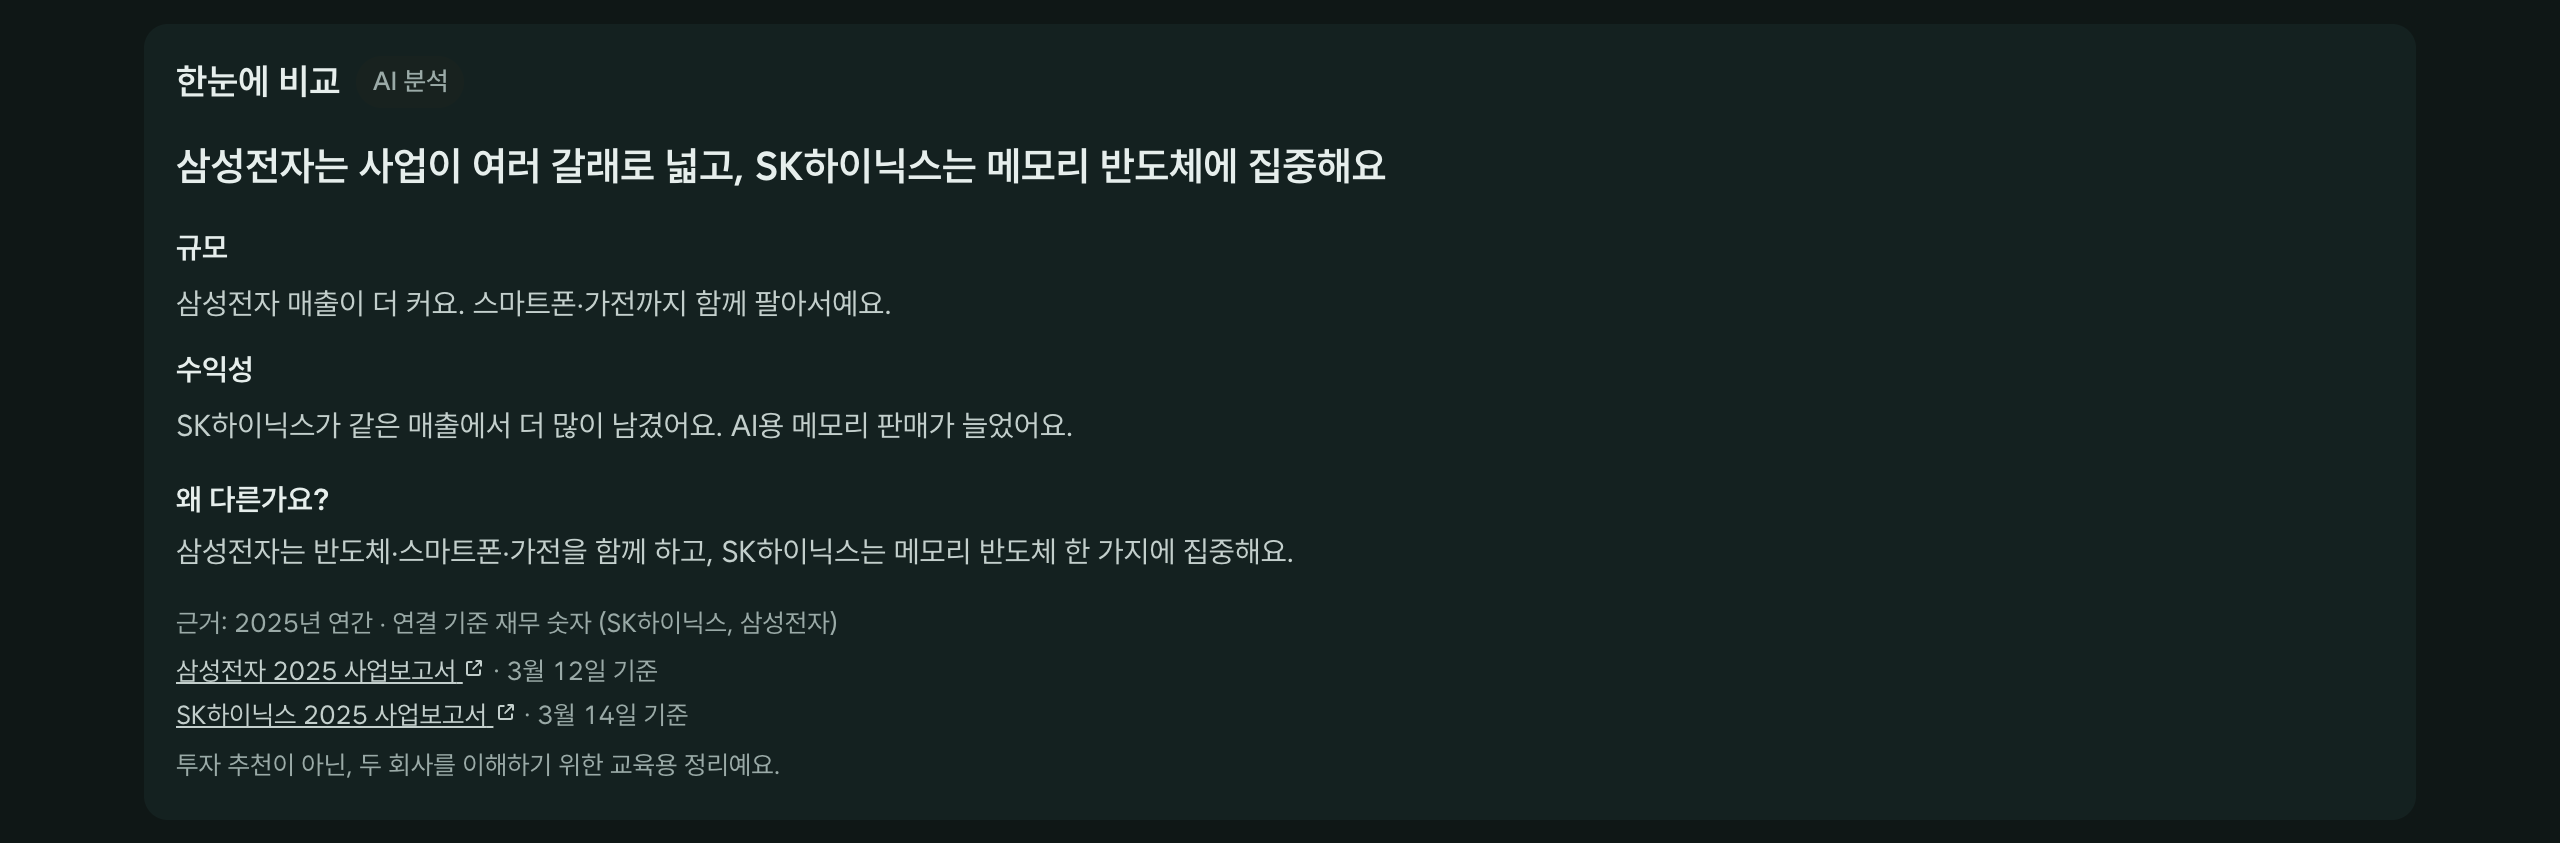 한눈에 비교 AI 분석
삼성전자는 사업이 여러 갈래로 넓고, SK하이닉스는 메모리 반도체에 집중해요
규모
삼성전자 매출이 더 커요. 스마트폰·가전까지 함께 팔아서예요.
수익성
SK하이닉스가 같은 매출에서 더 많이 남겼어요. AI용 메모리 판매가 늘었어요.
왜 다른가요?
삼성전자는 반도체·스마트폰·가전을 함께 하고, SK하이닉스는 메모리 반도체 한 가지에 집중해요.
근거: 2025년 연간 · 연결 기준 재무 숫자 (SK하이닉스, 삼성전자)
삼성전자 2025 사업보고서 · 3월 12일 기준
SK하이닉스 2025 사업보고서 · 3월 14일 기준
투자 추천이 아닌, 두 회사를 이해하기 위한 교육용 정리예요.